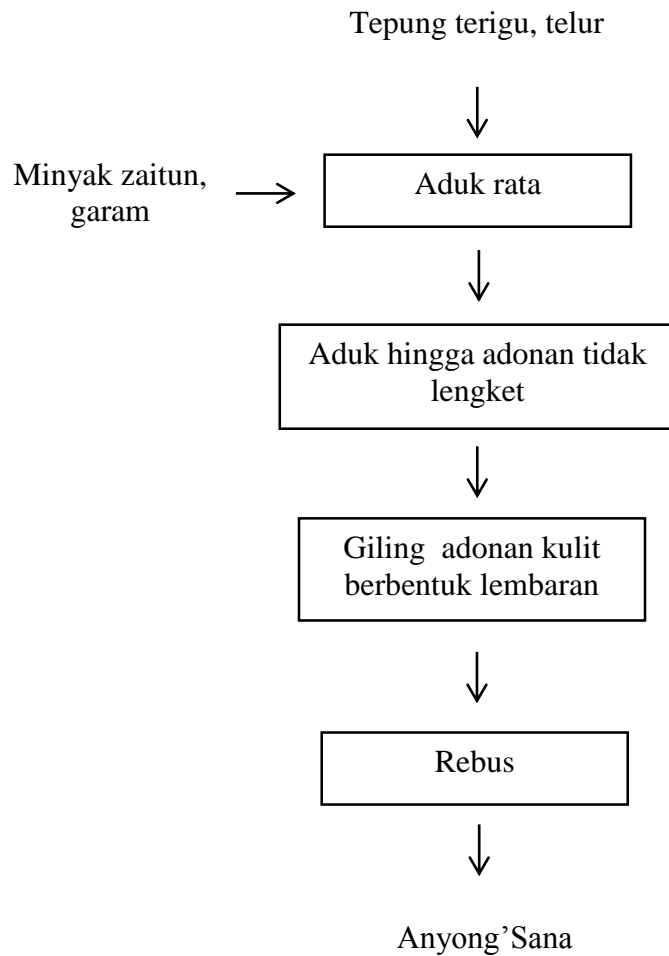 Tepung terigu, telur
Minyak zaitun,
garam
Aduk rata
Aduk hingga adonan tidak
lengket
Giling  adonan kulit
berbentuk lembaran
Rebus
Anyong’Sana